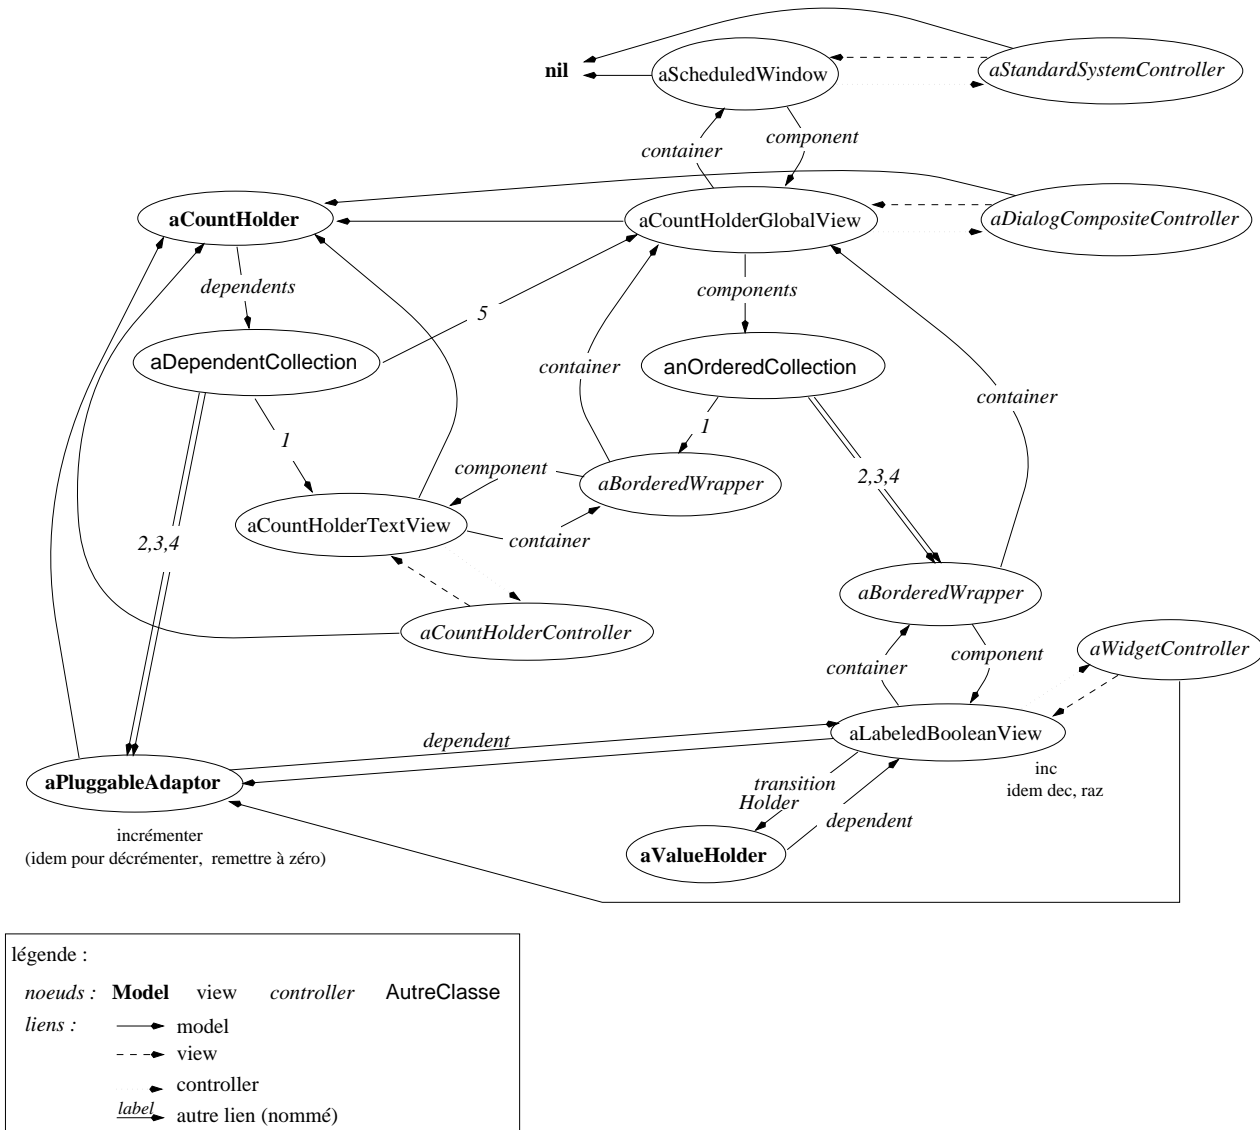 nil
aScheduledWindow
aStandardSystemController
container
component
aCountHolder
aCountHolderGlobalView
aDialogCompositeController
dependents
5
components
aDependentCollection
container
anOrderedCollection
container
1
1
component
aBorderedWrapper
2,3,4
aCountHolderTextView
container
2,3,4
aBorderedWrapper
aCountHolderController
container
component
aWidgetController
dependent
aLabeledBooleanView
aPluggableAdaptor
transition
Holder
inc
idem dec, raz
dependent
incrémenter
(idem pour décrémenter, remettre à zéro)
aValueHolder
légende :
noeuds : Model view controller AutreClasse
liens : model
view
controller
label autre lien (nommé)